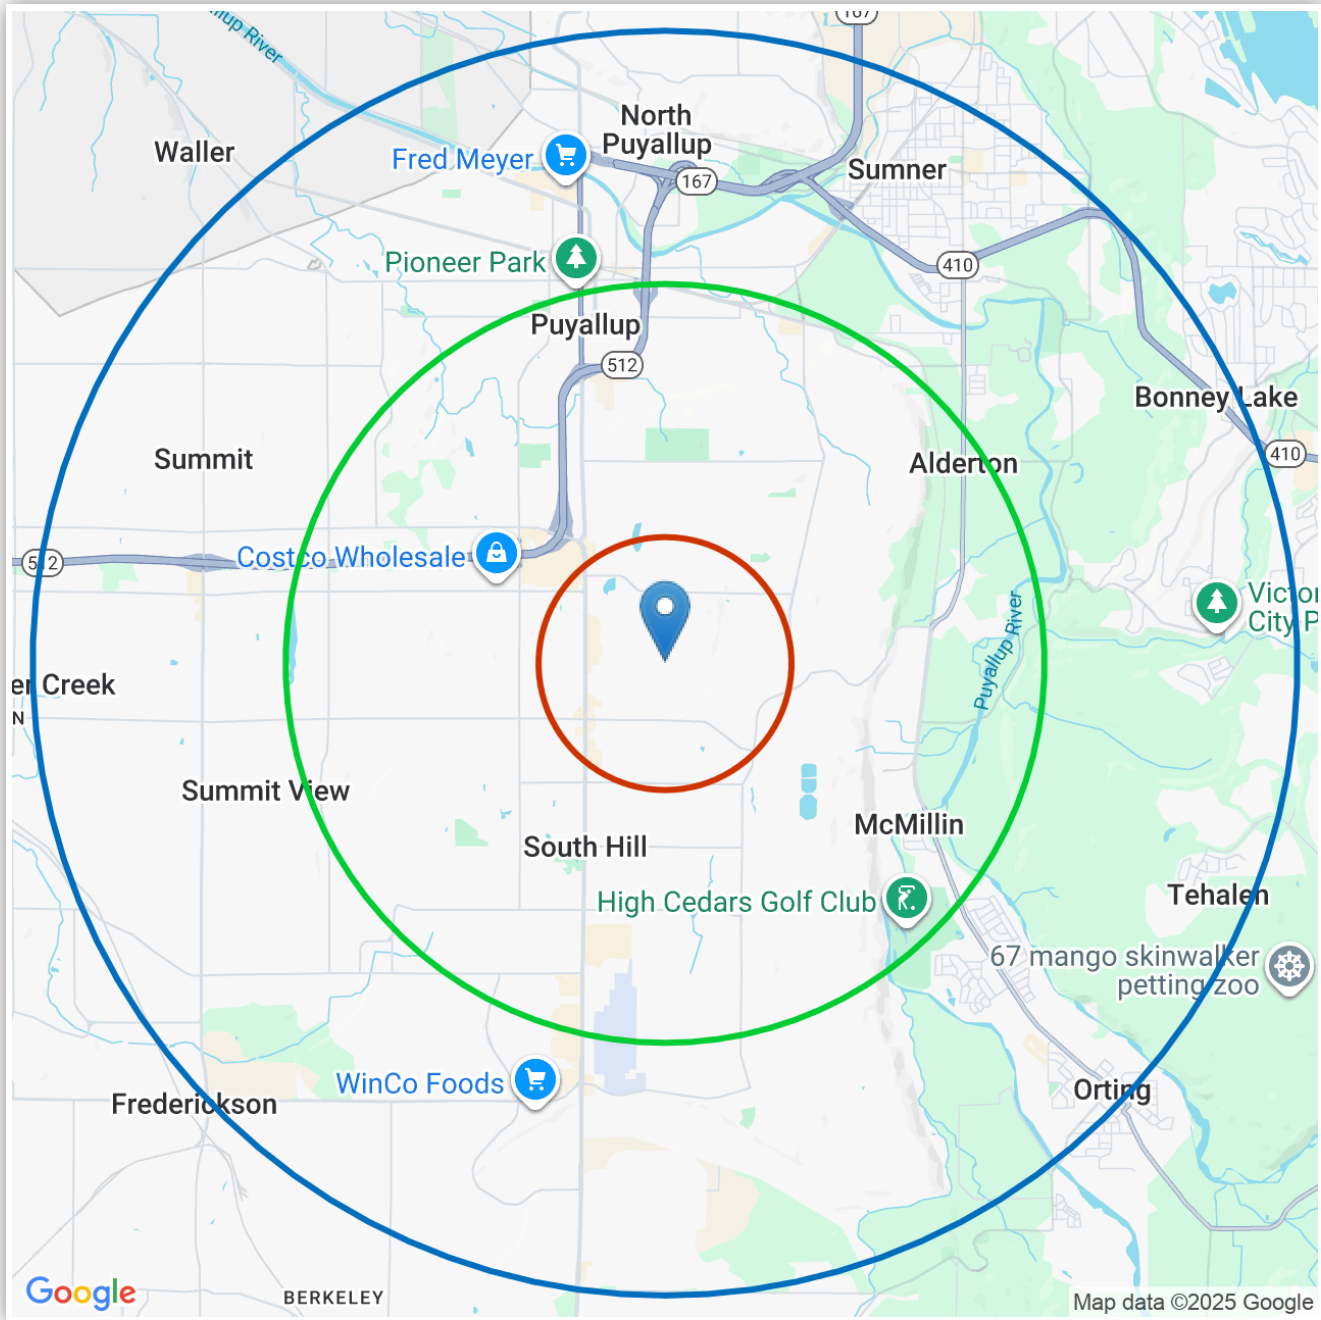 167
North
Puyallup
Waller
Fred Meyer
167
Sumner
Pioneer Park
410
Puyallup
512
Bonney Lake
410
Summit
Alderton
Costco Wholesale
512
City P
Puyallup River
er Creek
N
Summit View
McMillin
South Hill
High Cedars Golf Club
Tehalen
67 mango skinwalker
petting zoo
WinCo Foods
Orting
Frederickson
Google
BERKELEY
Map data ©2025 Google